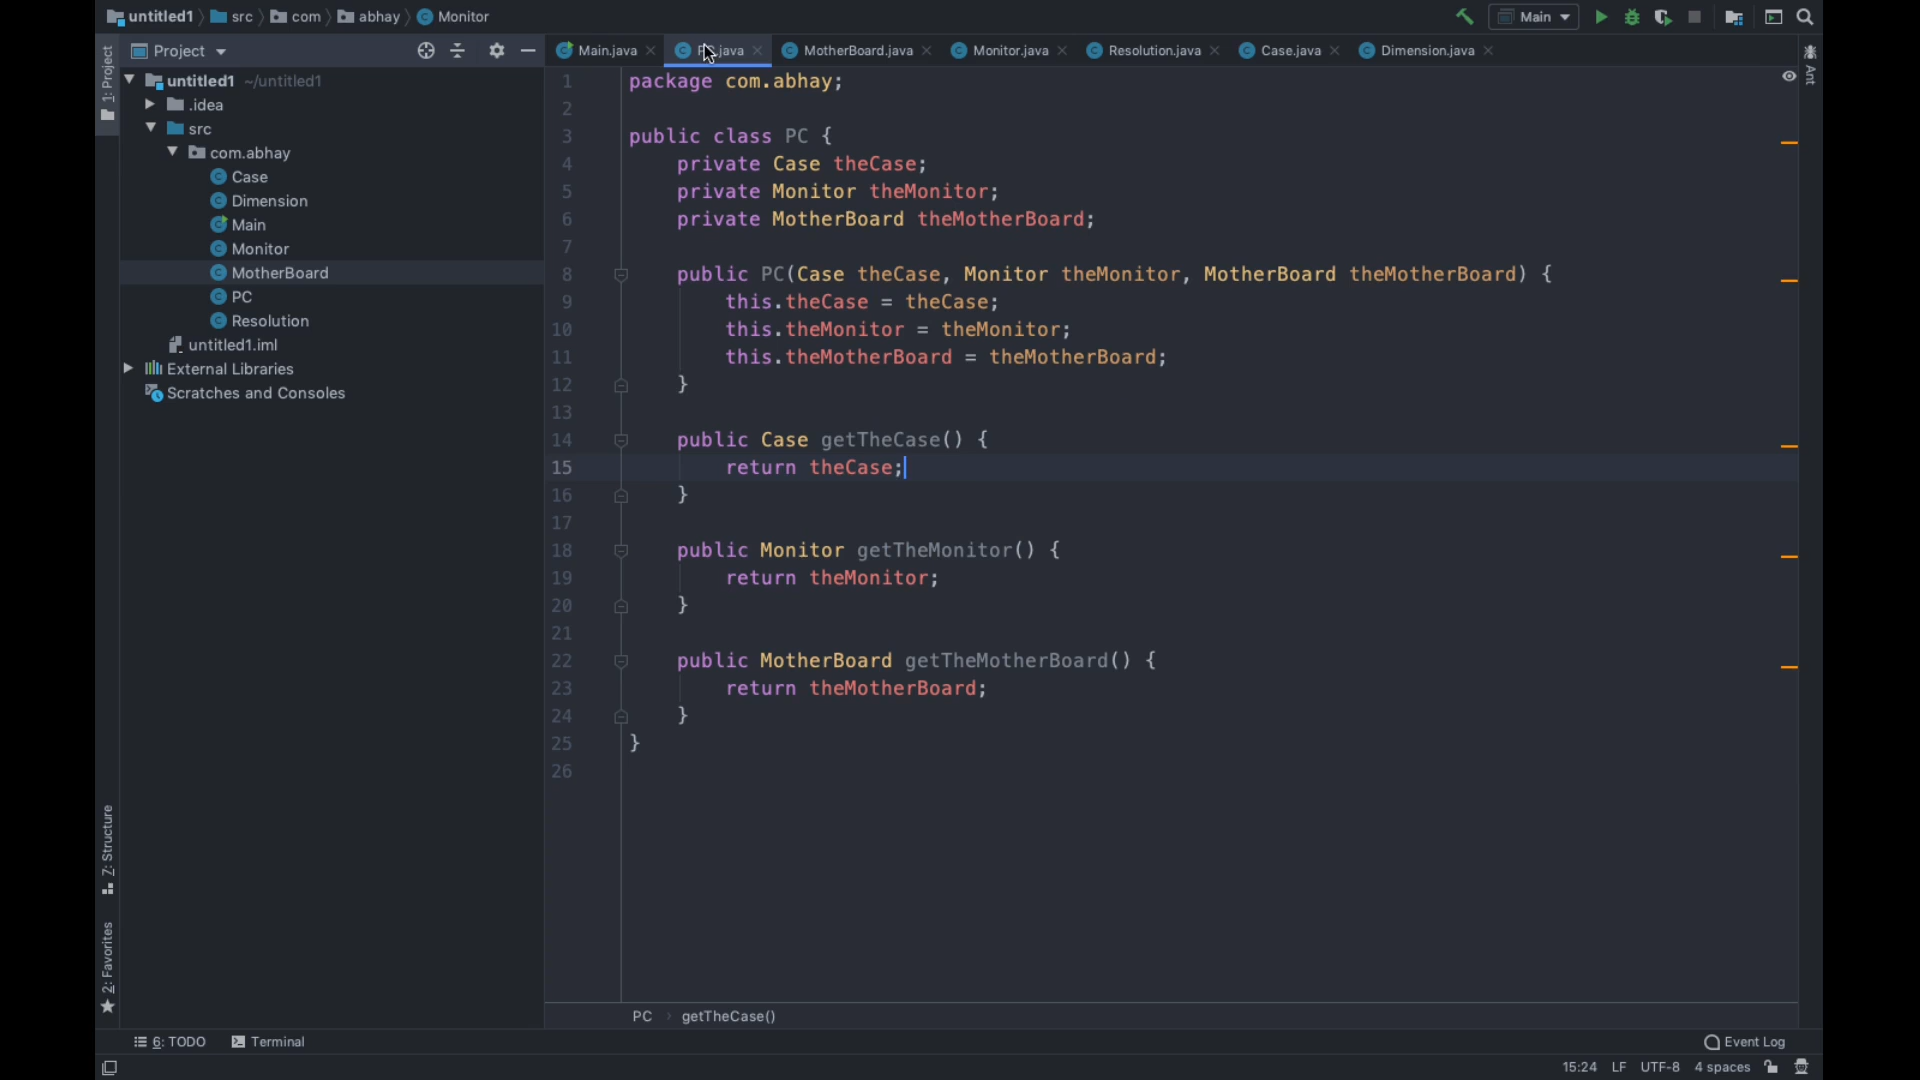 untitled1 src com abhay Monitor
Main
1: Project
Project
Main.java
.java
MotherBoard.java
Monitor.java
Resolution.java
Case.java
Dimension.java
Ant
untitled1 ~/untitled1
.idea
src
com.abhay
Case
Dimension
Main
Monitor
MotherBoard
PC
Resolution
untitled1.iml
External Libraries
Scratches and Consoles
1 package com.abhay;
2
3 public class PC {
4 private Case theCase;
5 private Monitor theMonitor;
6 private MotherBoard theMotherBoard;
7
8 public PC(Case theCase, Monitor theMonitor, MotherBoard theMotherBoard) {
9 this.theCase = theCase;
10 this.theMonitor = theMonitor;
11 this.theMotherBoard = theMotherBoard;
12 }
13
14 public Case getTheCase() {
15 return theCase;
16 }
17
18 public Monitor getTheMonitor() {
19 return theMonitor;
20 }
21
22 public MotherBoard getTheMotherBoard() {
23 return theMotherBoard;
24 }
25 }
26
Z: Structure
2: Favorites
PC getTheCase()
6: TODO
Terminal
Event Log
15:24 LF UTF-8 4 spaces